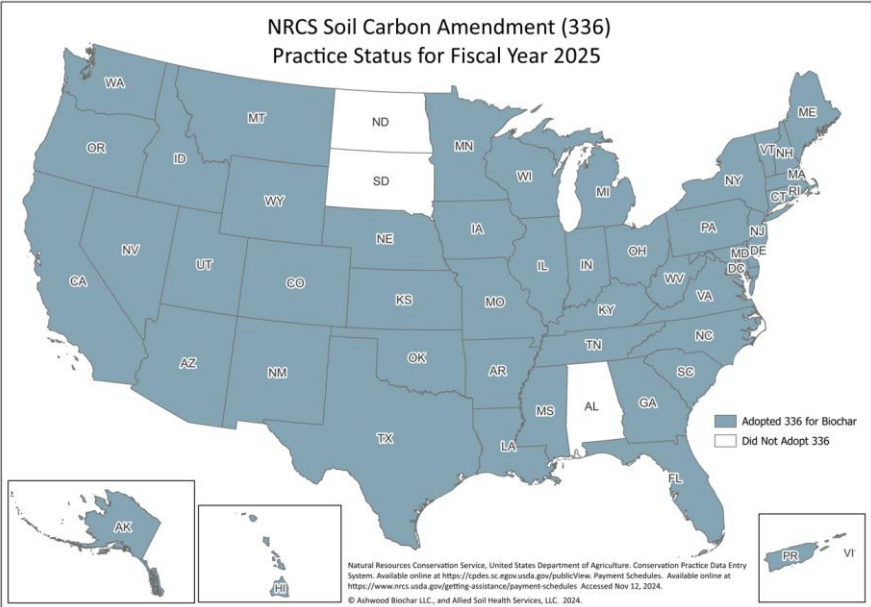 NRCS Soil Carbon Amendment (336)
Practice Status for Fiscal Year 2025
WA
MT
ND
MN
ME
OR
ID
SD
WI
MI
VT
NH
NY
MA
CT
RI
WY
IA
PA
NJ
NE
NV
UT
CO
IL
IN
OH
MD
DE
DC
CA
KS
MO
WV
VA
KY
NC
TN
AZ
NM
OK
AR
SC
MS
AL
GA
TX
LA
FL
Adopted 336 for Biochar
Did Not Adopt 336
AK
HI
PR
VI
Natural Resources Conservation Service, United States Department of Agriculture. Conservation Practice Data Entry
System. Available online at https://cpdes.sc.egov.usda.gov/publicView. Payment Schedules. Available online at
https://www.nrcs.usda.gov/getting-assistance/payment-schedules Accessed Nov 12, 2024.
© Ashwood Biochar LLC., and Allied Soil Health Services, LLC. 2024.